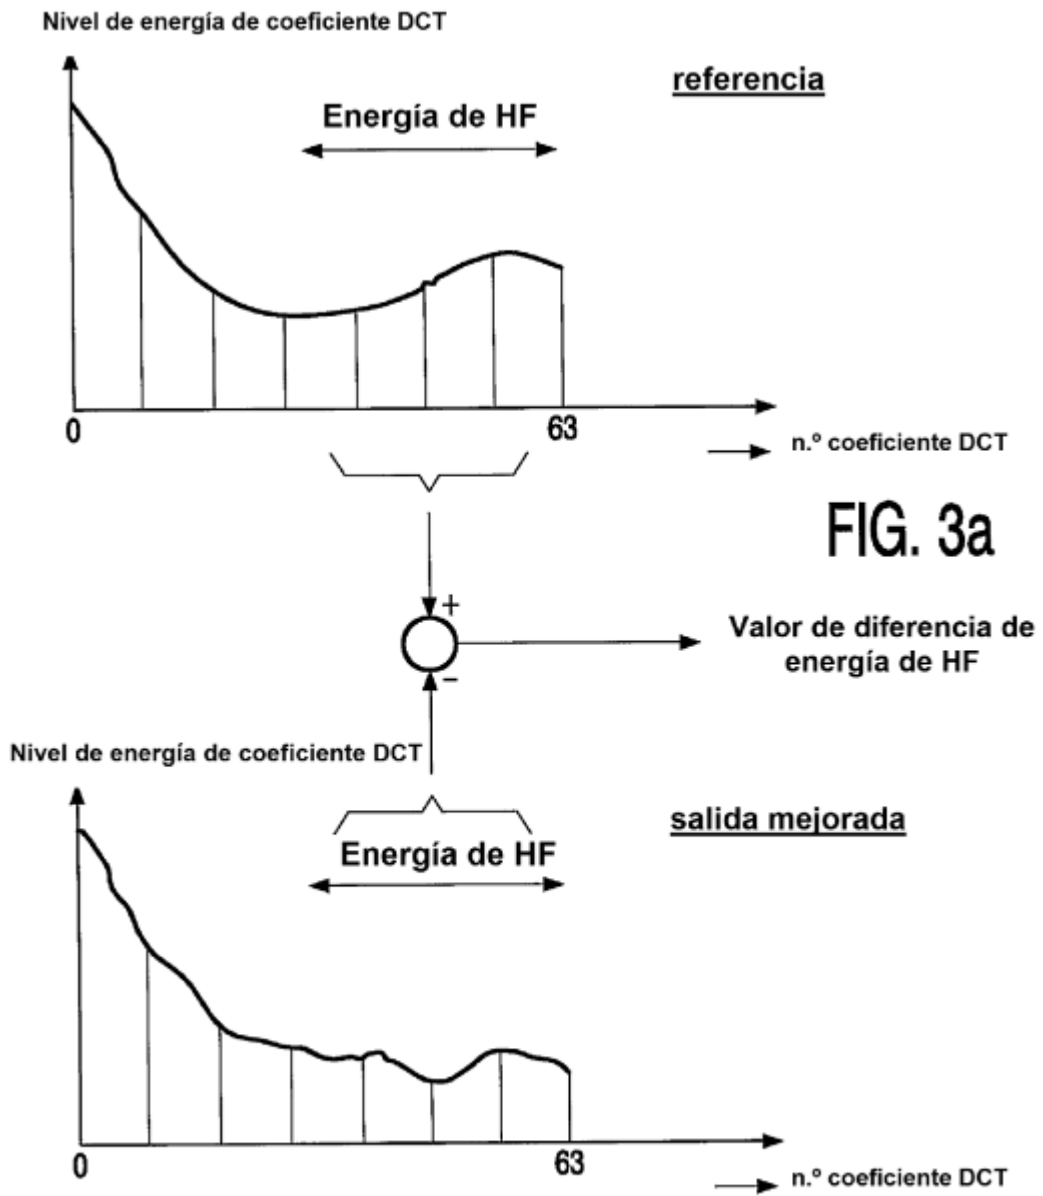 Nivel de energía de coeficiente DCT
referencia
Energía de HF
0
63
n.º coeficiente DCT
FIG. 3a
+
Valor de diferencia de
energía de HF
−
Nivel de energía de coeficiente DCT
salida mejorada
Energía de HF
0
63
n.º coeficiente DCT